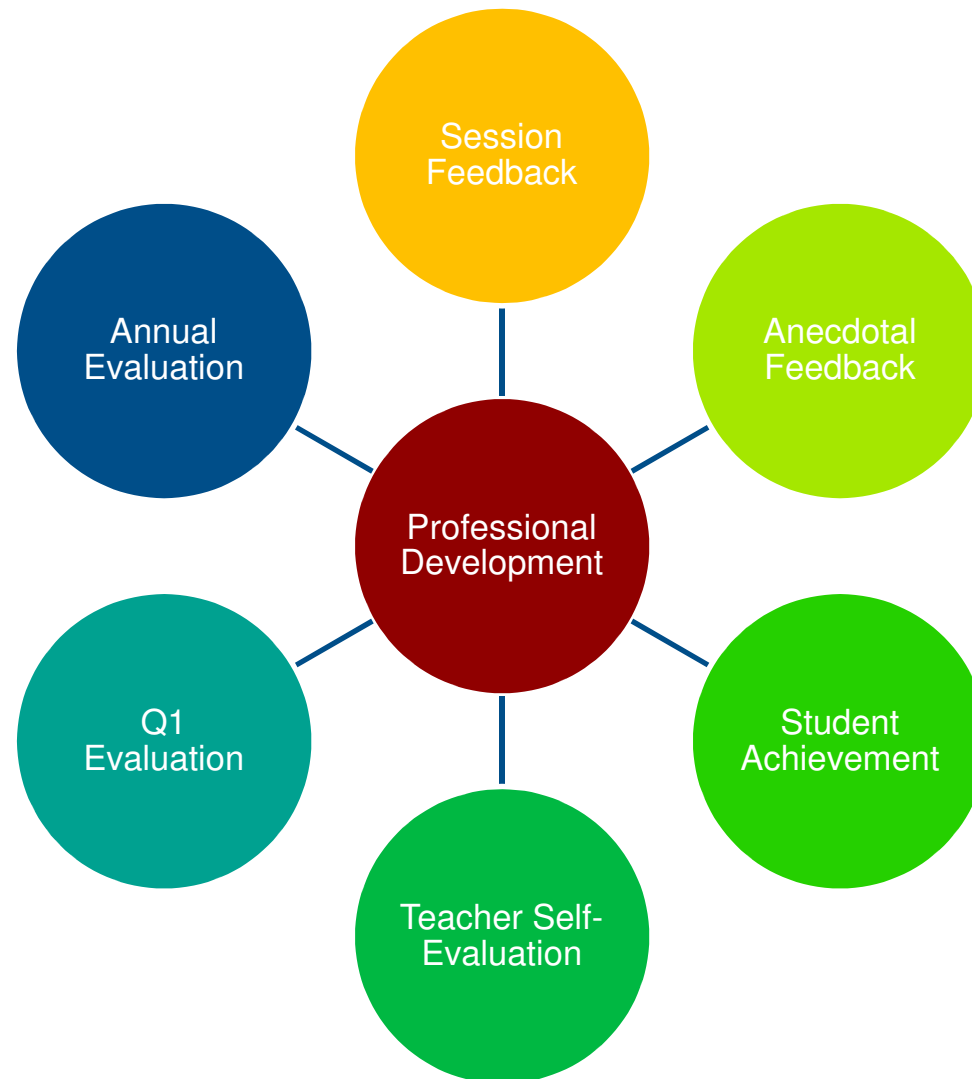 Session
Feedback
Annual
Evaluation
Anecdotal
Feedback
Professional
Development
Q1
Evaluation
Student
Achievement
Teacher Self-
Evaluation